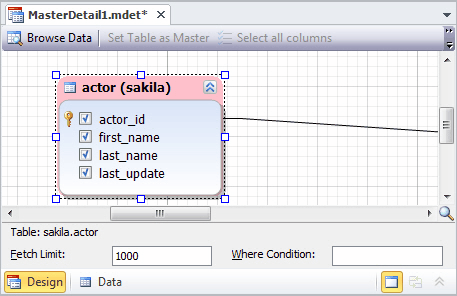 MasterDetail1.mdet*
Browse Data Set Table as Master Select all columns
actor (sakila)
actor_id
first_name
last_name
last_update
Table: sakila.actor
Fetch Limit: 1000 Where Condition:
Design Data